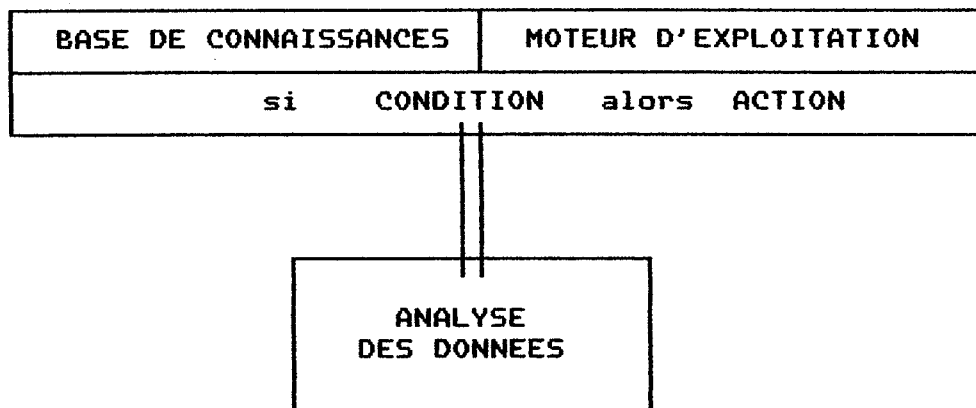 BASE DE CONNAISSANCES MOTEUR D'EXPLOITATION
si CONDITION alors ACTION
ANALYSE
DES DONNEES